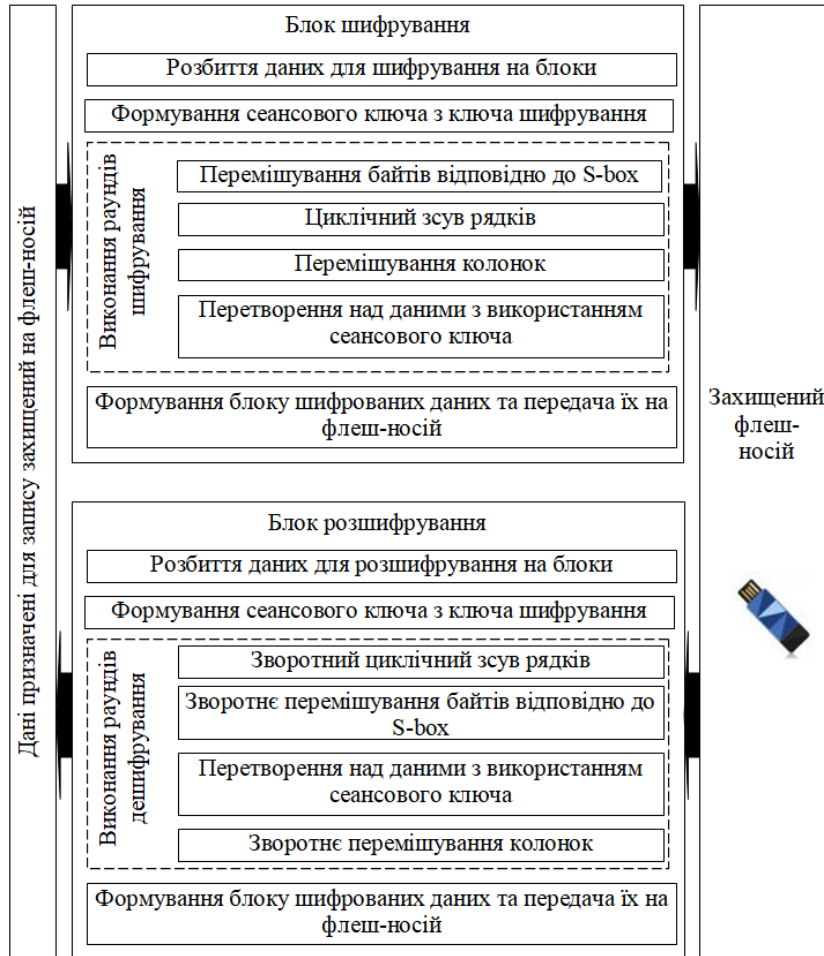 Дані призначені для запису захищений на флеш-носій
Блок шифрування
Розбиття даних для шифрування на блоки
Формування сеансового ключа з ключа шифрування
Виконання раундів
шифрування
Перемішування байтів відповідно до S-box
Циклічний зсув рядків
Перемішування колонок
Перетворення над даними з використанням
сеансового ключа
Формування блоку шифрованих даних та передача їх на
флеш-носій
Блок розшифрування
Розбиття даних для розшифрування на блоки
Формування сеансового ключа з ключа шифрування
Виконання раундів
дешифрування
Зворотний циклічний зсув рядків
Зворотнє перемішування байтів відповідно до
S-box
Перетворення над даними з використанням
сеансового ключа
Зворотнє перемішування колонок
Формування блоку шифрованих даних та передача їх на
флеш-носій
Захищений
флеш-
носій